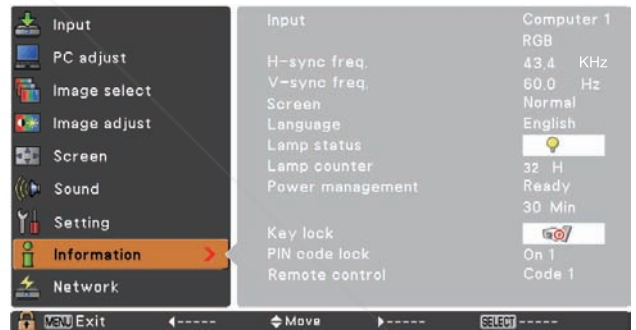 Input
PC adjust
Image select
Image adjust
Screen
Sound
Setting
Information
Network
Input Computer 1
RGB
H-sync freq. 43.4 KHz
V-sync freq. 60.0 Hz
Screen Normal
Language English
Lamp status
Lamp counter 32 H
Power management Ready
30 Min
Key lock
PIN code lock On 1
Remote control Code 1
MENU Exit ----- Move ----- SELECT -----